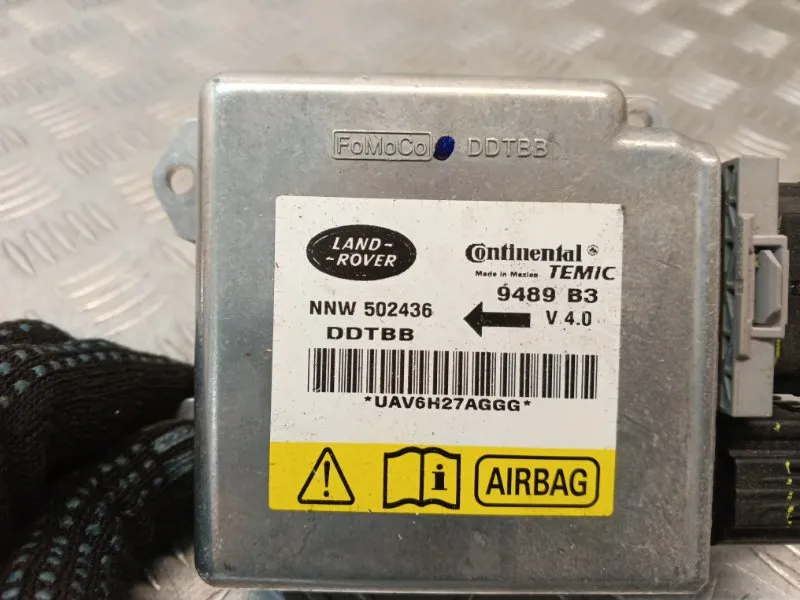 FoMoCo DDTBB
LAND-
-ROVER
Continental
Made in Mexico TEMIC
NNW 502436
9489 B3
DDTBB
V 4.0
*UAV6H27AGGG*
i
AIRBAG